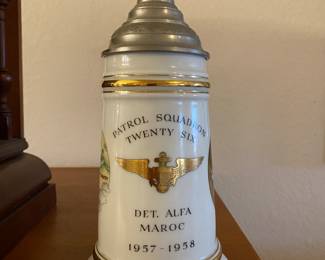 PATROL SQUADRON
TWENTY SIX
DET. ALFA
MAROC
1957-1958